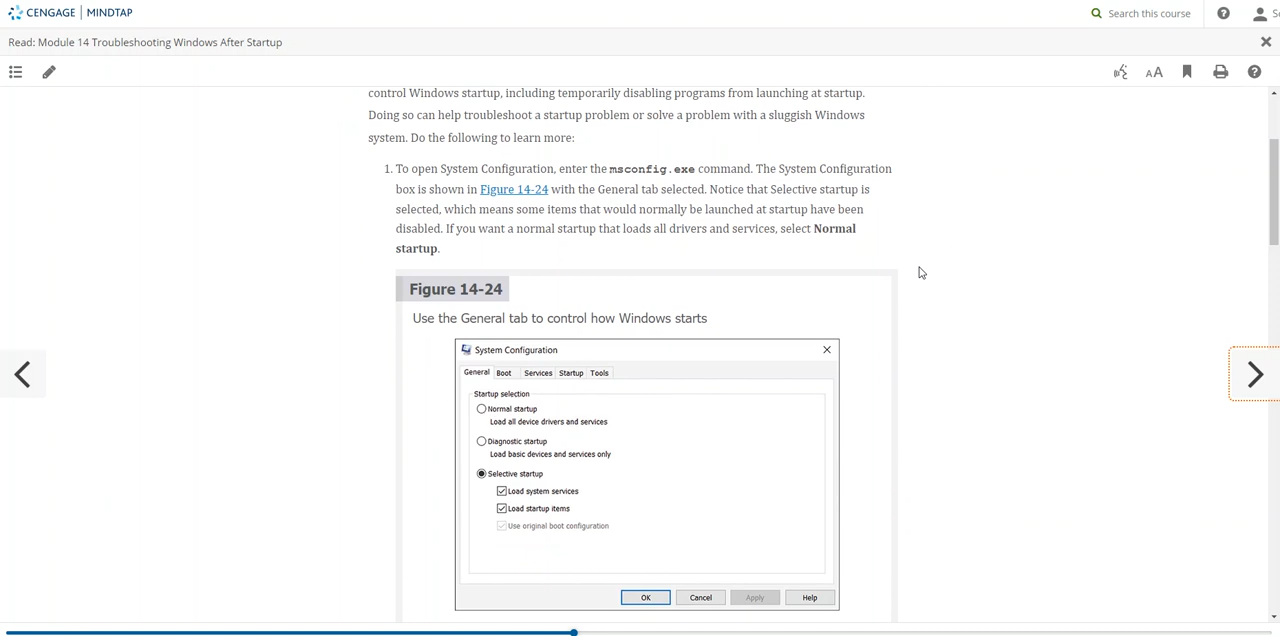 CENGAGE | MINDTAP
Search this course
Read: Module 14 Troubleshooting Windows After Startup
AA
control Windows startup, including temporarily disabling programs from launching at startup.
Doing so can help troubleshoot a startup problem or solve a problem with a sluggish Windows
system. Do the following to learn more:
1. To open System Configuration, enter the msconfig.exe command. The System Configuration
box is shown in Figure 14-24 with the General tab selected. Notice that Selective startup is
selected, which means some items that would normally be launched at startup have been
disabled. If you want a normal startup that loads all drivers and services, select Normal
startup.
Figure 14-24
Use the General tab to control how Windows starts
System Configuration
General Boot Services Startup Tools
Startup selection
Normal startup
Load all device drivers and services
Diagnostic startup
Load basic devices and services only
Selective startup
Load system services
Load startup items
Use original boot configuration
OK Cancel Apply Help